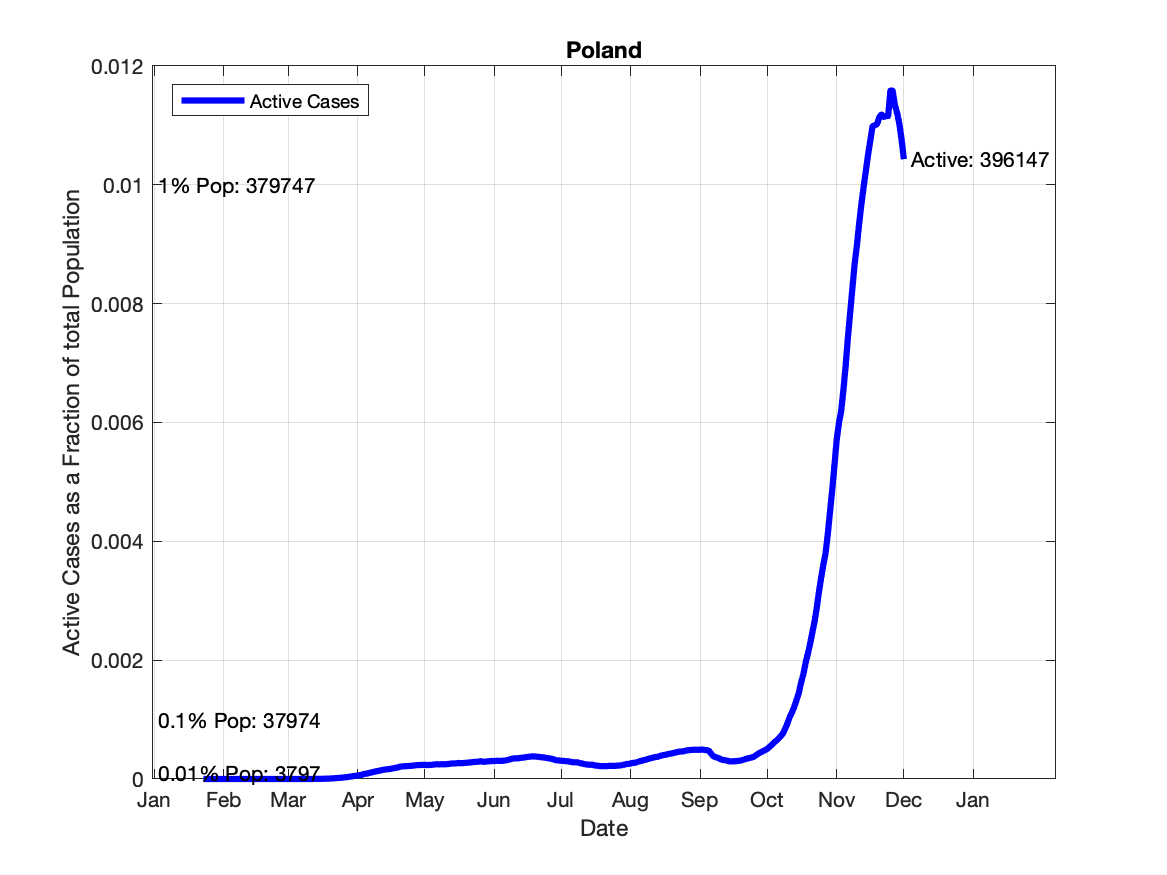 Poland
0.012
Active Cases
Active: 396147
0.01
1% Pop: 379747
0.008
0.006
0.004
0.002
0.1% Pop: 37974
0.01% Pop: 3797
0
Jan Feb Mar Apr May Jun Jul Aug Sep Oct Nov Dec Jan
Date
Active Cases as a Fraction of total Population